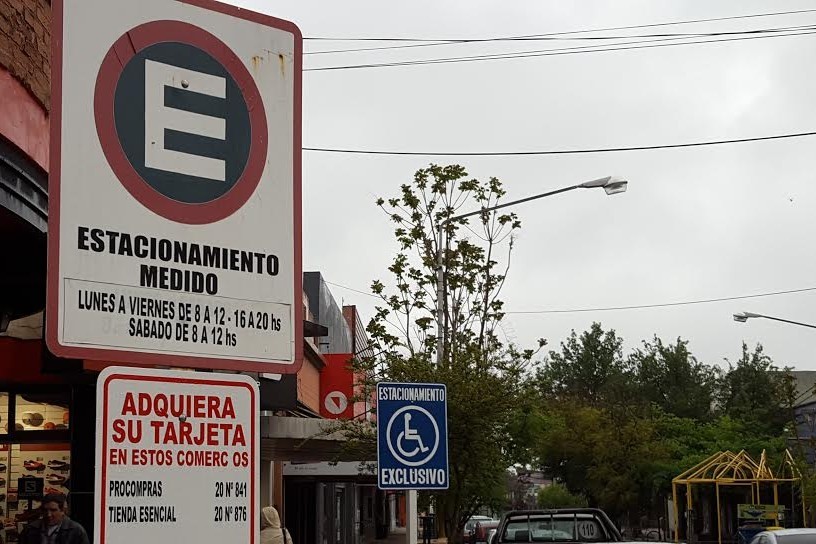 E
ESTACIONAMIENTO
MEDIDO
LUNES A VIERNES DE 8 A 12 - 16 A 20 hs
SABADO DE 8 A 12 hs
ADQUIERA
SU TARJETA
EN ESTOS COMERC OS
PROCOMPRAS 20 Nº 841
TIENDA ESENCIAL 20 Nº 876
ESTACIONAMIENTO
EXCLUSIVO
110